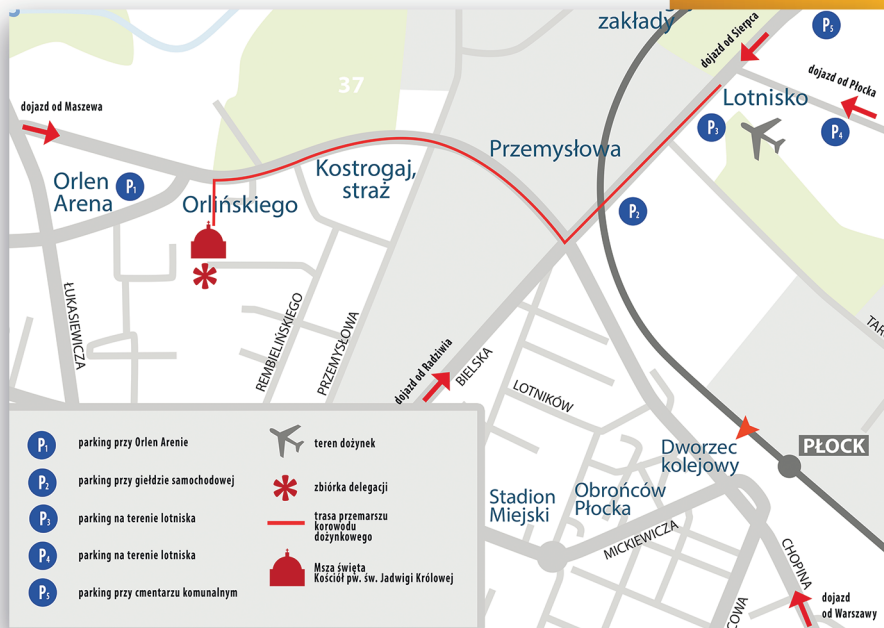 zakłady
P5
dojazd od Sierpca
dojazd od Płocka
37
dojazd od Maszewa
Lotnisko
P3
P4
Przemysłowa
Kostrogaj,
straż
Orlen
Arena
P1
Orlińskiego
P2
ŁUKASIEWICZA
REMBIELIŃSKIEGO
PRZEMYSŁOWA
dojazd od Radziwia
BIELSKA
LOTNIKÓW
Dworzec
kolejowy
PŁOCK
Stadion
Miejski
Obrońców
Płocka
MICKIEWICZA
CHOPINA
dojazd
od Warszawy
P1 parking przy Orlen Arenie
P2 parking przy giełdzie samochodowej
P3 parking na terenie lotniska
P4 parking na terenie lotniska
P5 parking przy cmentarzu komunalnym
teren dożynek
zbiórka delegacji
trasa przemarszu
korowodu
dożynkowego
Msza święta
Kościół pw. św. Jadwigi Królowej